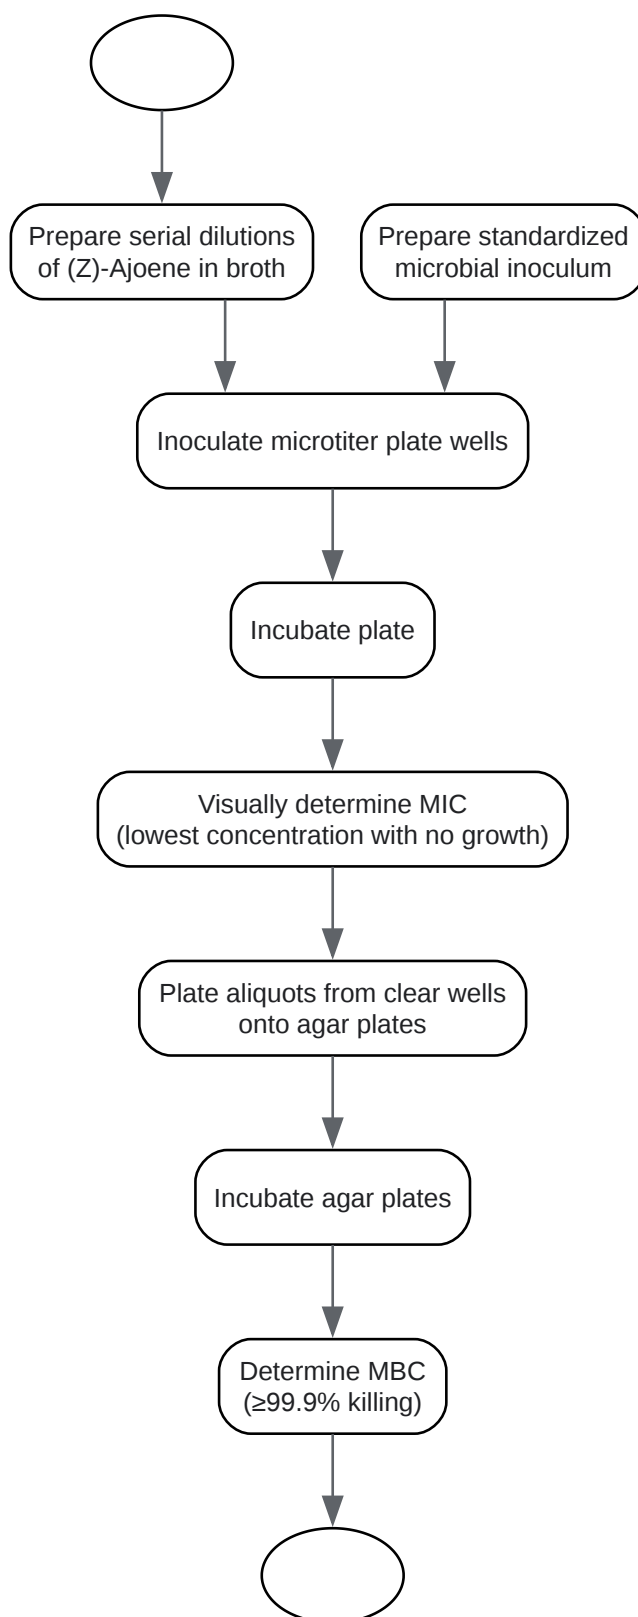 Prepare serial dilutions
of (Z)-Ajoene in broth
Prepare standardized
microbial inoculum
Inoculate microtiter plate wells
Incubate plate
Visually determine MIC
(lowest concentration with no growth)
Plate aliquots from clear wells
onto agar plates
Incubate agar plates
Determine MBC
(≥99.9% killing)